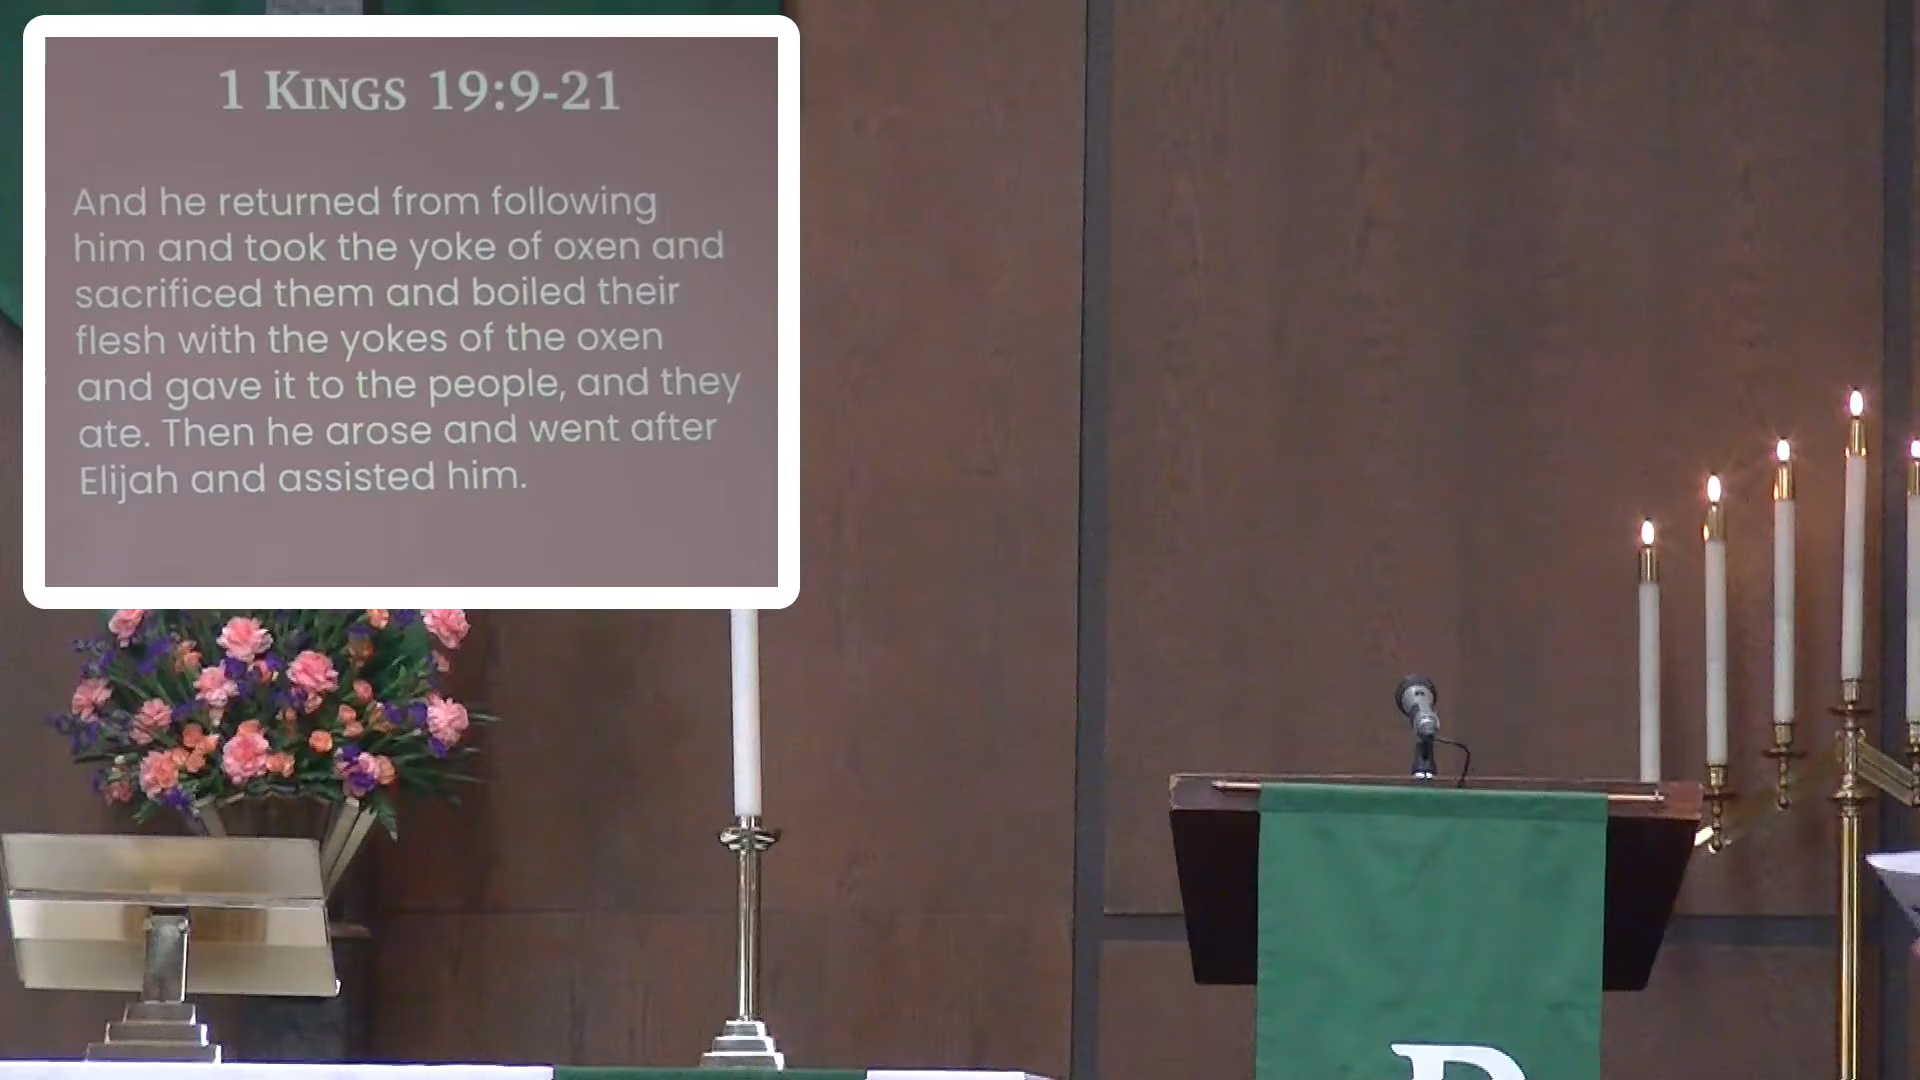 1 KINGS 19:9-21
And he returned from following
him and took the yoke of oxen and
sacrificed them and boiled their
flesh with the yokes of the oxen
and gave it to the people, and they
ate. Then he arose and went after
Elijah and assisted him.